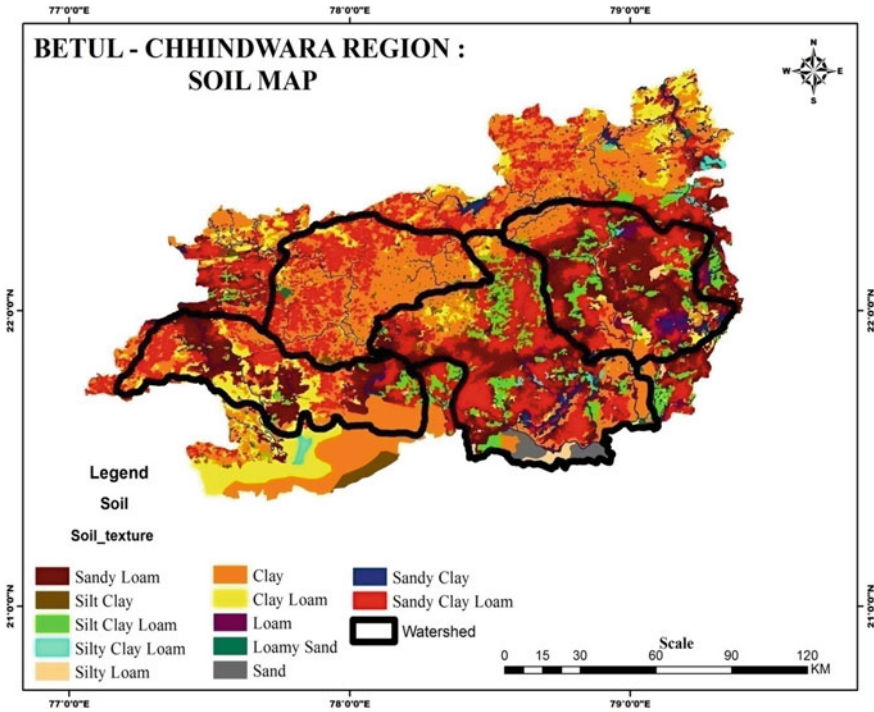 77°0'0"E 78°0'0"E 79°0'0"E
BETUL - CHHINDWARA REGION :
SOIL MAP
N
W E
S
22°0'0"N 22°0'0"N
Legend
Soil
Soil_texture
Sandy Loam
Silt Clay
Silt Clay Loam
Silty Clay Loam
Silty Loam
Clay
Clay Loam
Loam
Loamy Sand
Sand
Sandy Clay
Sandy Clay Loam
Watershed
21°0'0"N 21°0'0"N
Scale
0 15 30 60 90 120
KM
77°0'0"E 78°0'0"E 79°0'0"E